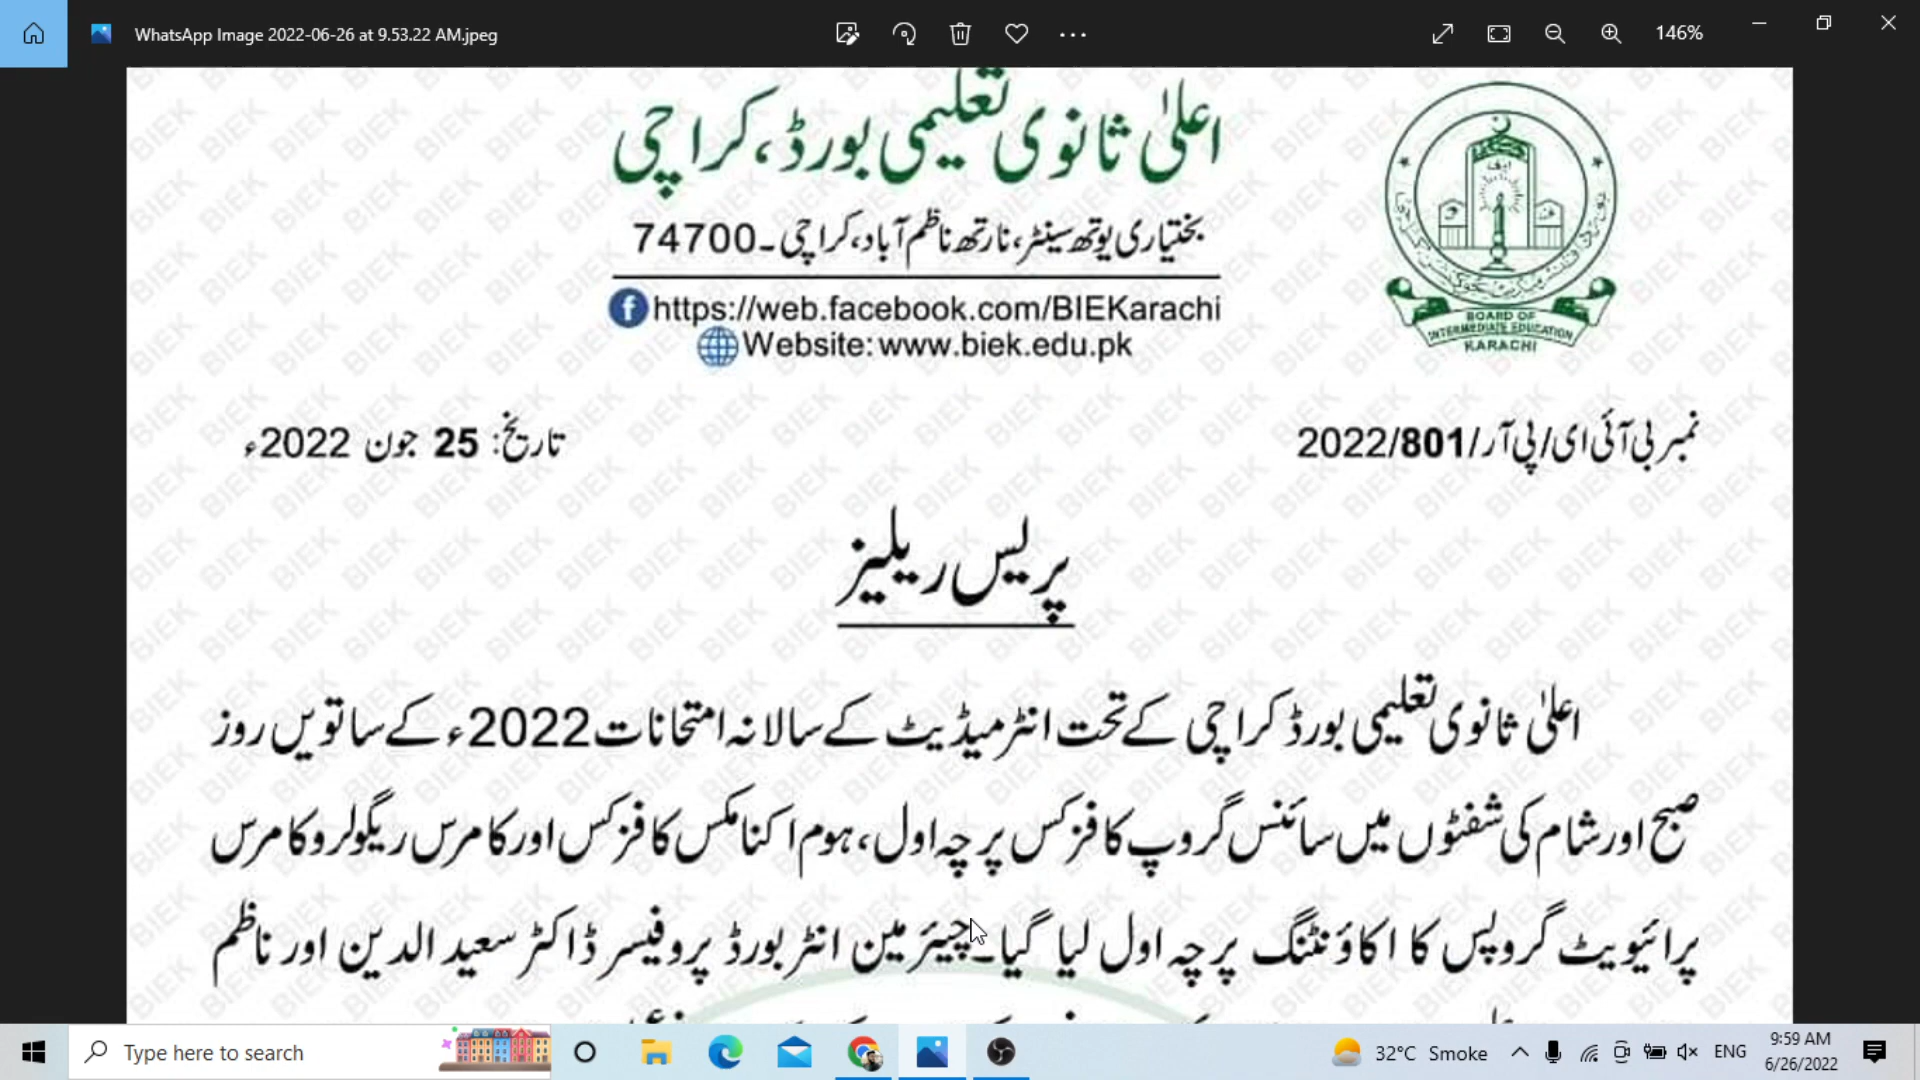 WhatsApp Image 2022-06-26 at 9.53.22 AM.jpeg
146%
اعلیٰ ثانوی تعلیمی بورڈ، کراچی
بختیاری یوتھ سینٹر، نارتھ ناظم آباد، کراچی۔74700
https://web.facebook.com/BIEKarachi
Website: www.biek.edu.pk
BOARD OF
INTERMEDIATE EDUCATION
KARACHI
نمبر بی آئی ای/پی آر/801/2022
تاریخ: 25 جون 2022ء
پریس ریلیز
اعلیٰ ثانوی تعلیمی بورڈ کراچی کے تحت انٹرمیڈیٹ کے سالانہ امتحانات 2022ء کے ساتویں روز
صبح اور شام کی شفٹوں میں سائنس گروپ کا فزکس پرچہ اول، ہوم اکنامکس کا فزکس اور کامرس ریگولر و کامرس
پرائیویٹ گروپس کا اکاؤنٹنگ پرچہ اول لیا گیا۔ چیئرمین انٹر بورڈ پروفیسر ڈاکٹر سعید الدین اور ناظم
BIEK
Type here to search
32°C Smoke
ENG
9:59 AM
6/26/2022